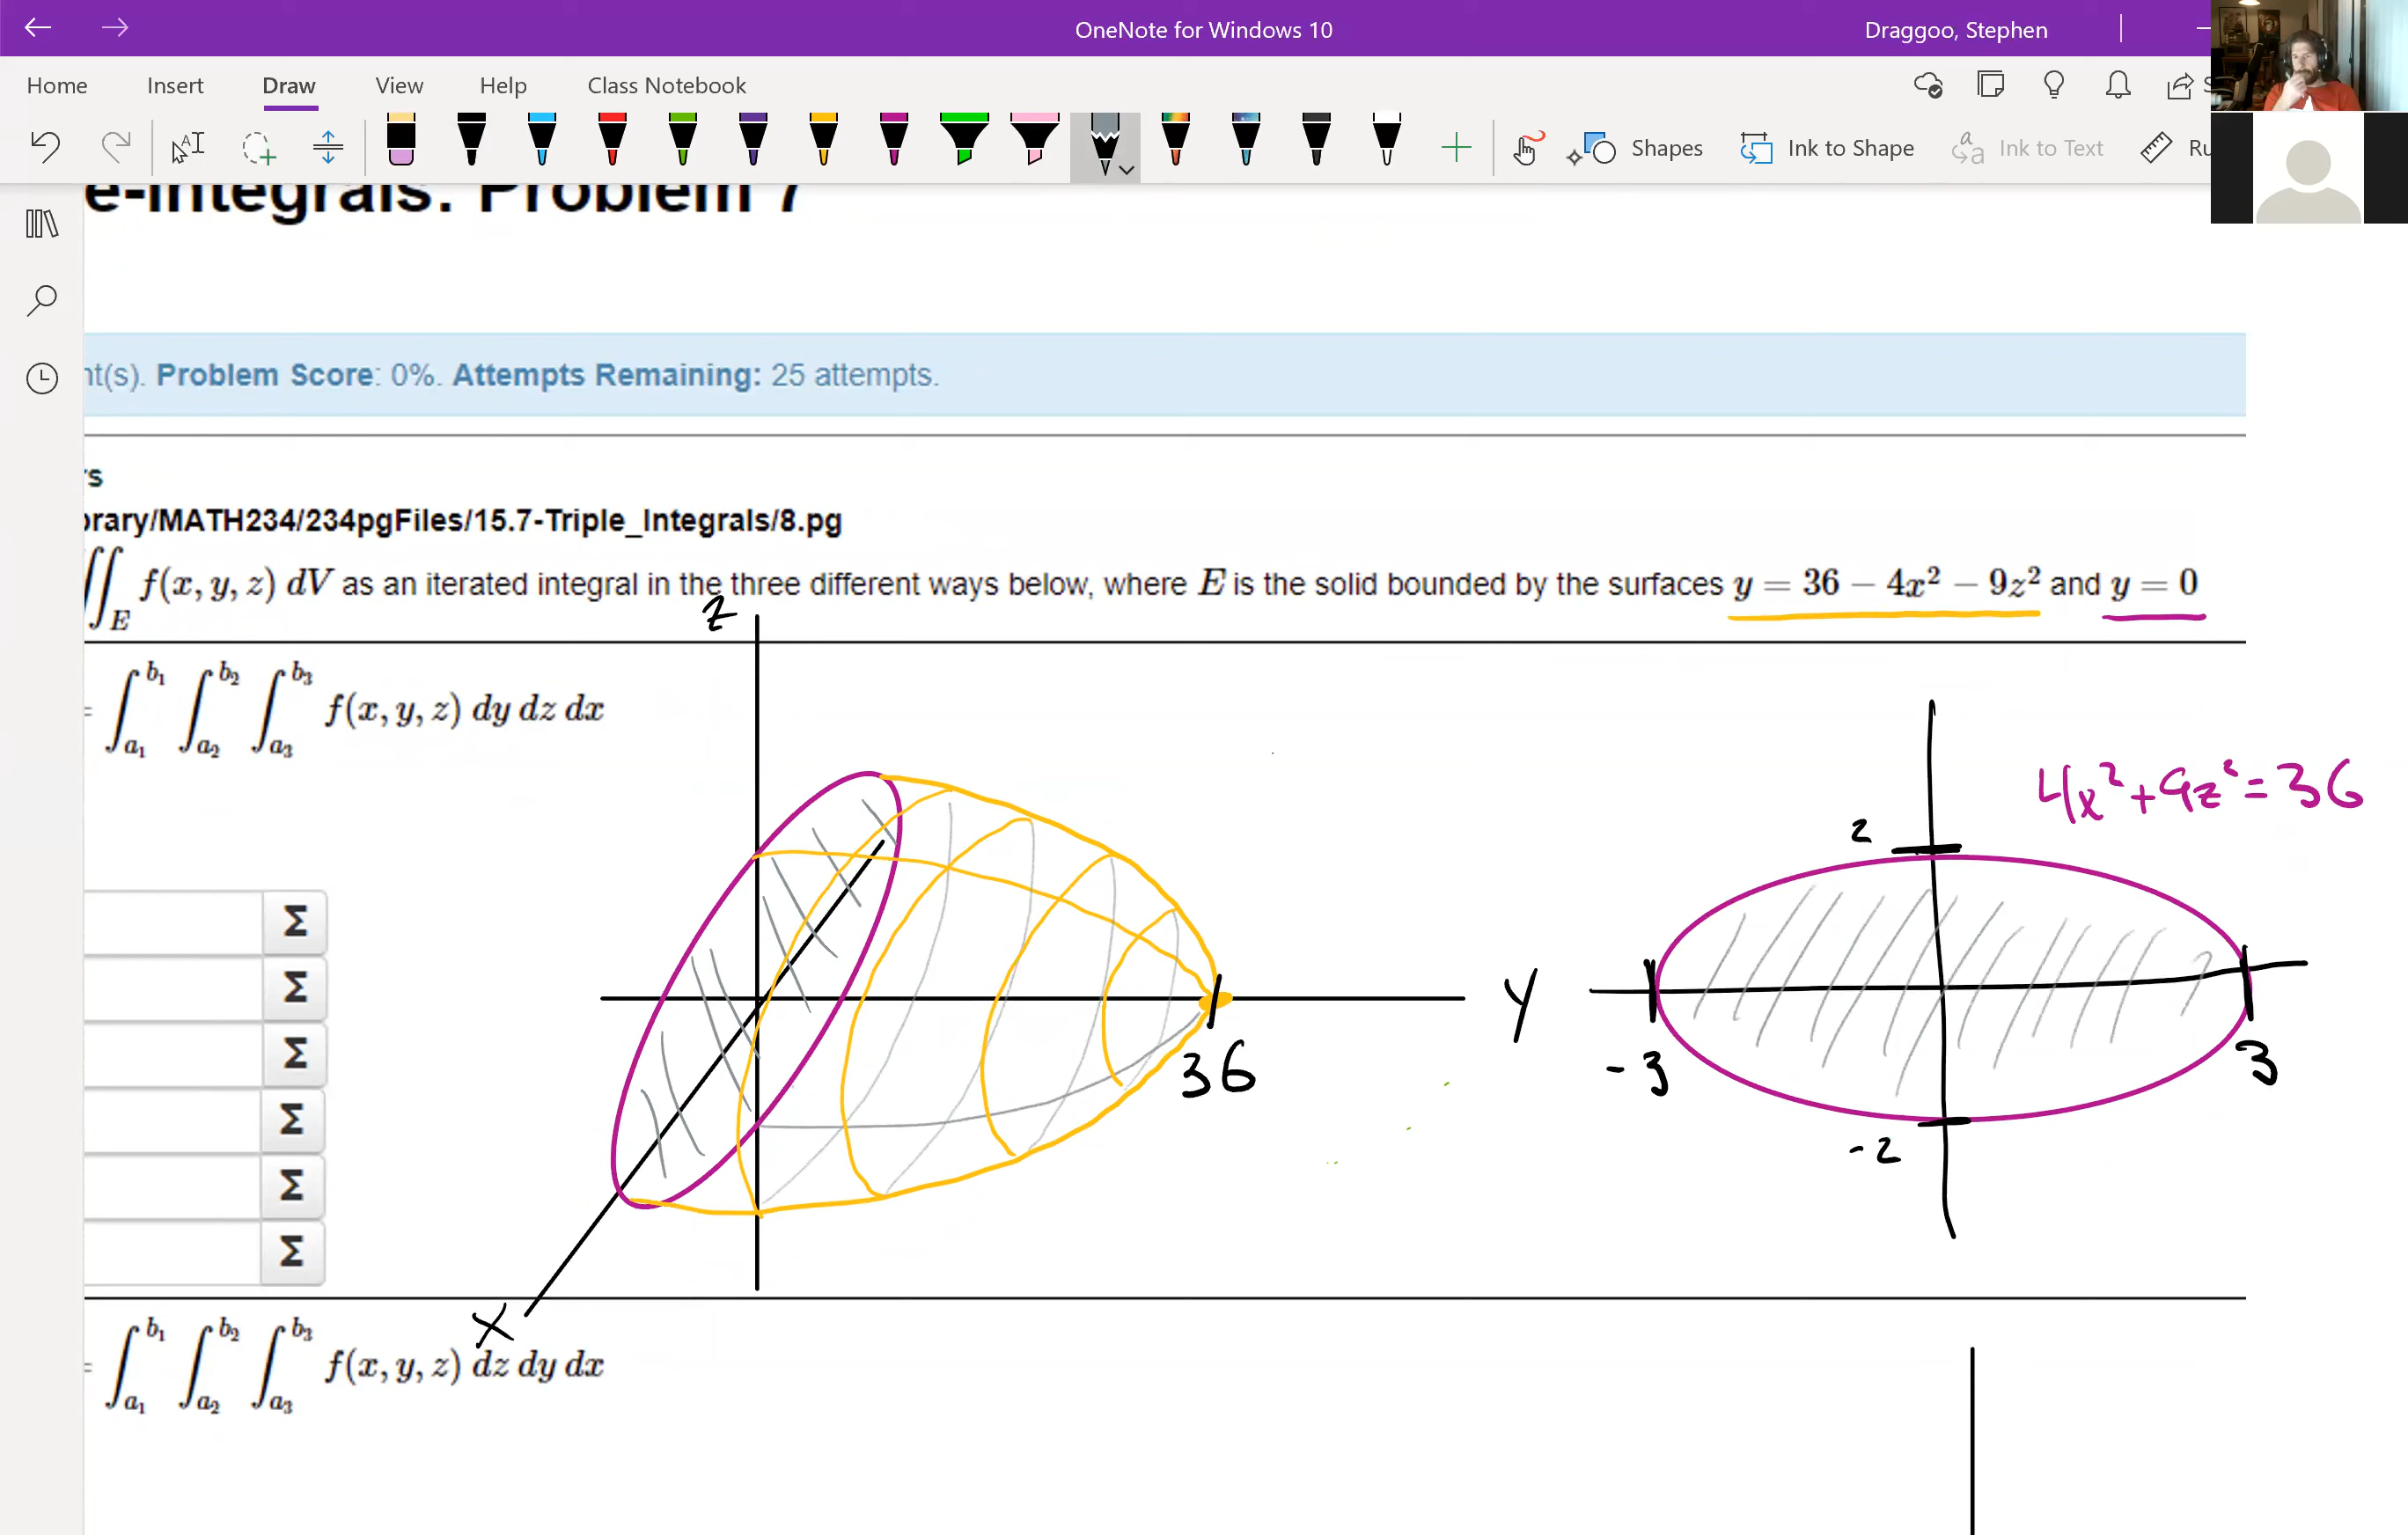 OneNote for Windows 10
Draggoo, Stephen
Home Insert Draw View Help Class Notebook
Shapes Ink to Shape Ink to Text Ru
e-Integrals: Problem 7
nt(s). Problem Score: 0%. Attempts Remaining: 25 attempts.
rs
brary/MATH234/234pgFiles/15.7-Triple_Integrals/8.pg
∭_E f(x, y, z) dV as an iterated integral in the three different ways below, where E is the solid bounded by the surfaces y = 36 − 4x² − 9z² and y = 0
z
= ∫_{a₁}^{b₁} ∫_{a₂}^{b₂} ∫_{a₃}^{b₃} f(x, y, z) dy dz dx
4x²+9z²=36
2
y
36
-3
3
-2
Σ
Σ
Σ
Σ
Σ
Σ
x
= ∫_{a₁}^{b₁} ∫_{a₂}^{b₂} ∫_{a₃}^{b₃} f(x, y, z) dz dy dx